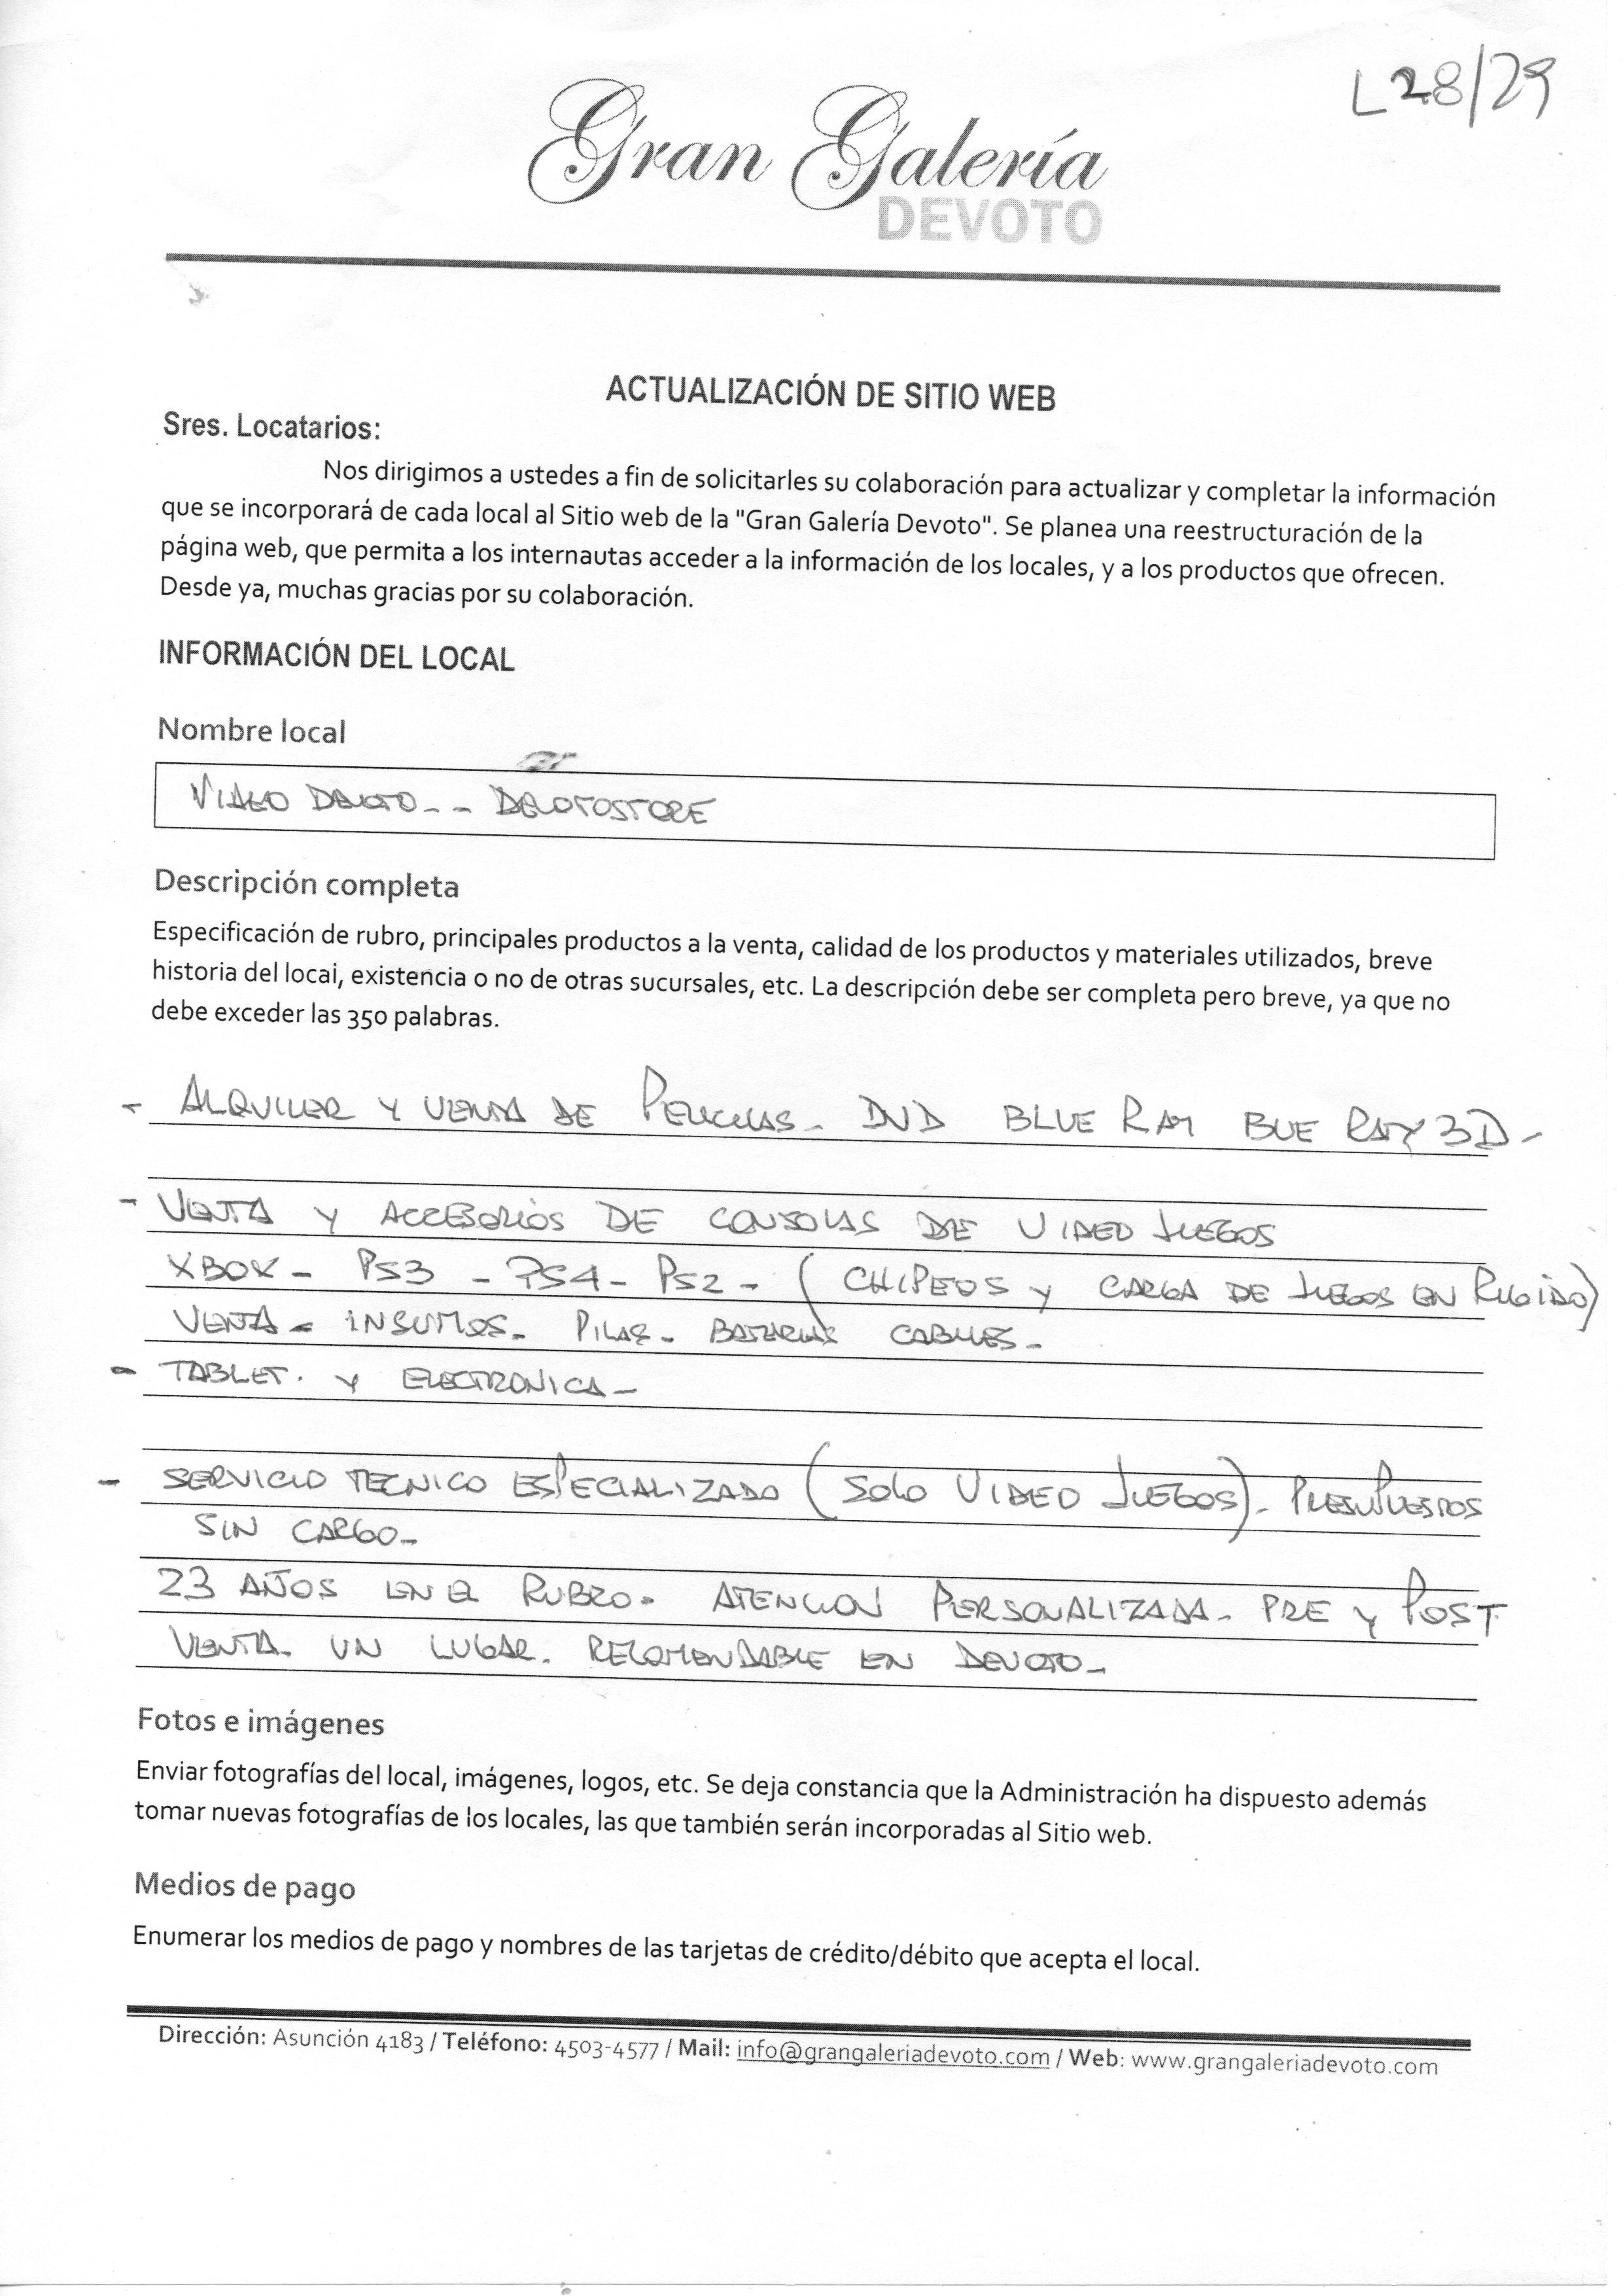 L 28/29
Gran Galería
DEVOTO
ACTUALIZACIÓN DE SITIO WEB
Sres. Locatarios:
Nos dirigimos a ustedes a fin de solicitarles su colaboración para actualizar y completar la información
que se incorporará de cada local al Sitio web de la "Gran Galería Devoto". Se planea una reestructuración de la
página web, que permita a los internautas acceder a la información de los locales, y a los productos que ofrecen.
Desde ya, muchas gracias por su colaboración.
INFORMACIÓN DEL LOCAL
Nombre local
VIDEO DEVOTO - - DEVOTOSTORE
Descripción completa
Especificación de rubro, principales productos a la venta, calidad de los productos y materiales utilizados, breve
historia del local, existencia o no de otras sucursales, etc. La descripción debe ser completa pero breve, ya que no
debe exceder las 350 palabras.
- ALQUILER Y VENTA DE PELICULAS - DVD BLUE RAY BUE RAY 3D -
- VENTA Y ACCESORIOS DE CONSOLAS DE VIDEO JUEGOS
XBOX - PS3 - PS4 - PS2 - (CHIPEOS Y CARGA DE JUEGOS EN RIGIDO)
VENTA - INSUMOS - PILAS - BATERIAS CABLES -
- TABLET. Y ELECTRONICA -
- SERVICIO TECNICO ESPECIALIZADO (SOLO VIDEO JUEGOS) - PRESUPUESTOS
SIN CARGO -
23 AÑOS EN EL RUBRO - ATENCION PERSONALIZADA - PRE Y POST
VENTA - UN LUGAR. RECOMENDABLE EN DEVOTO -
Fotos e imágenes
Enviar fotografías del local, imágenes, logos, etc. Se deja constancia que la Administración ha dispuesto además
tomar nuevas fotografías de los locales, las que también serán incorporadas al Sitio web.
Medios de pago
Enumerar los medios de pago y nombres de las tarjetas de crédito/débito que acepta el local.
Dirección: Asunción 4183 / Teléfono: 4503-4577 / Mail: info@grangaleriadevoto.com / Web: www.grangaleriadevoto.com